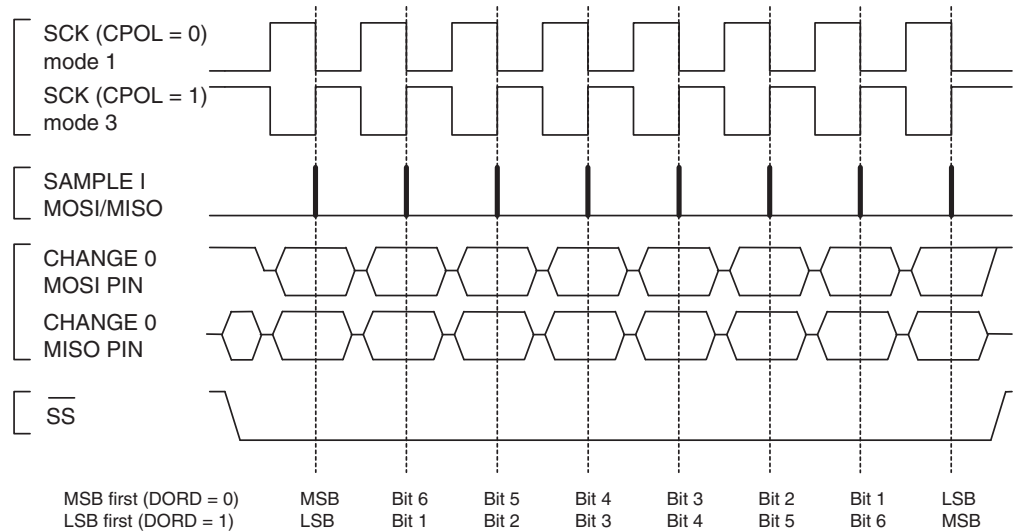 SCK (CPOL = 0)
mode 1
SCK (CPOL = 1)
mode 3
SAMPLE I
MOSI/MISO
CHANGE 0
MOSI PIN
CHANGE 0
MISO PIN
SS
MSB first (DORD = 0) MSB Bit 6 Bit 5 Bit 4 Bit 3 Bit 2 Bit 1 LSB
LSB first (DORD = 1) LSB Bit 1 Bit 2 Bit 3 Bit 4 Bit 5 Bit 6 MSB